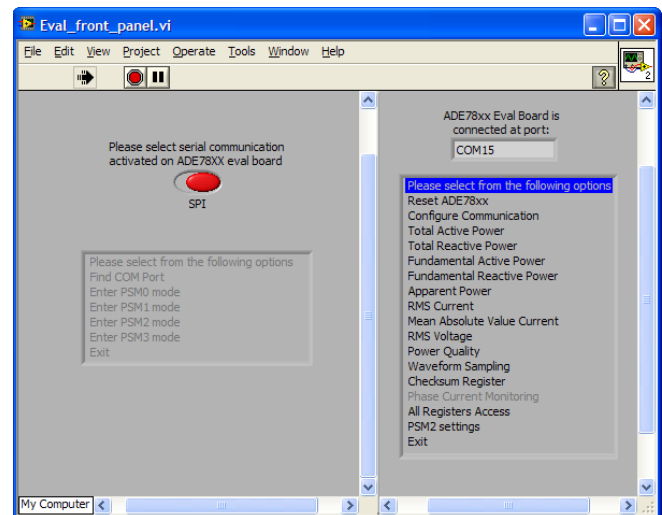 Eval_front_panel.vi
File Edit View Project Operate Tools Window Help
2
Please select serial communication
activated on ADE78XX eval board
SPI
Please select from the following options
Find COM Port
Enter PSM0 mode
Enter PSM1 mode
Enter PSM2 mode
Enter PSM3 mode
Exit
ADE78xx Eval Board is
connected at port:
COM15
Please select from the following options
Reset ADE78xx
Configure Communication
Total Active Power
Total Reactive Power
Fundamental Active Power
Fundamental Reactive Power
Apparent Power
RMS Current
Mean Absolute Value Current
RMS Voltage
Power Quality
Waveform Sampling
Checksum Register
Phase Current Monitoring
All Registers Access
PSM2 settings
Exit
My Computer